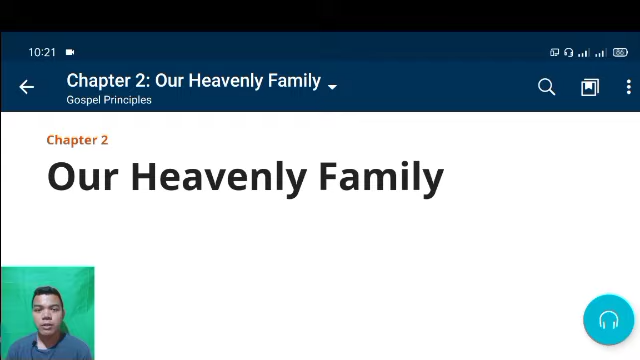 10:21
Chapter 2: Our Heavenly Family
Gospel Principles
Chapter 2
Our Heavenly Family